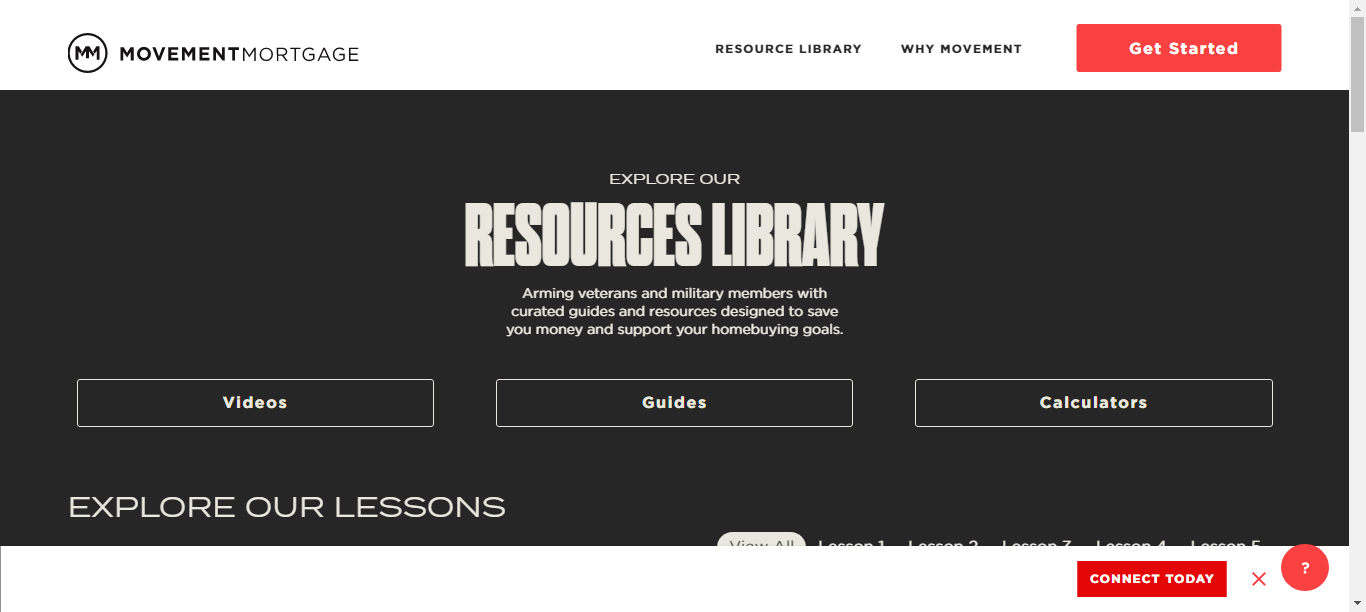 MM MOVEMENTMORTGAGE
RESOURCE LIBRARY
WHY MOVEMENT
Get Started
EXPLORE OUR
RESOURCES LIBRARY
Arming veterans and military members with
curated guides and resources designed to save
you money and support your homebuying goals.
Videos
Guides
Calculators
EXPLORE OUR LESSONS
View All
Lesson 1
Lesson 2
Lesson 3
Lesson 4
Lesson 5
CONNECT TODAY
?